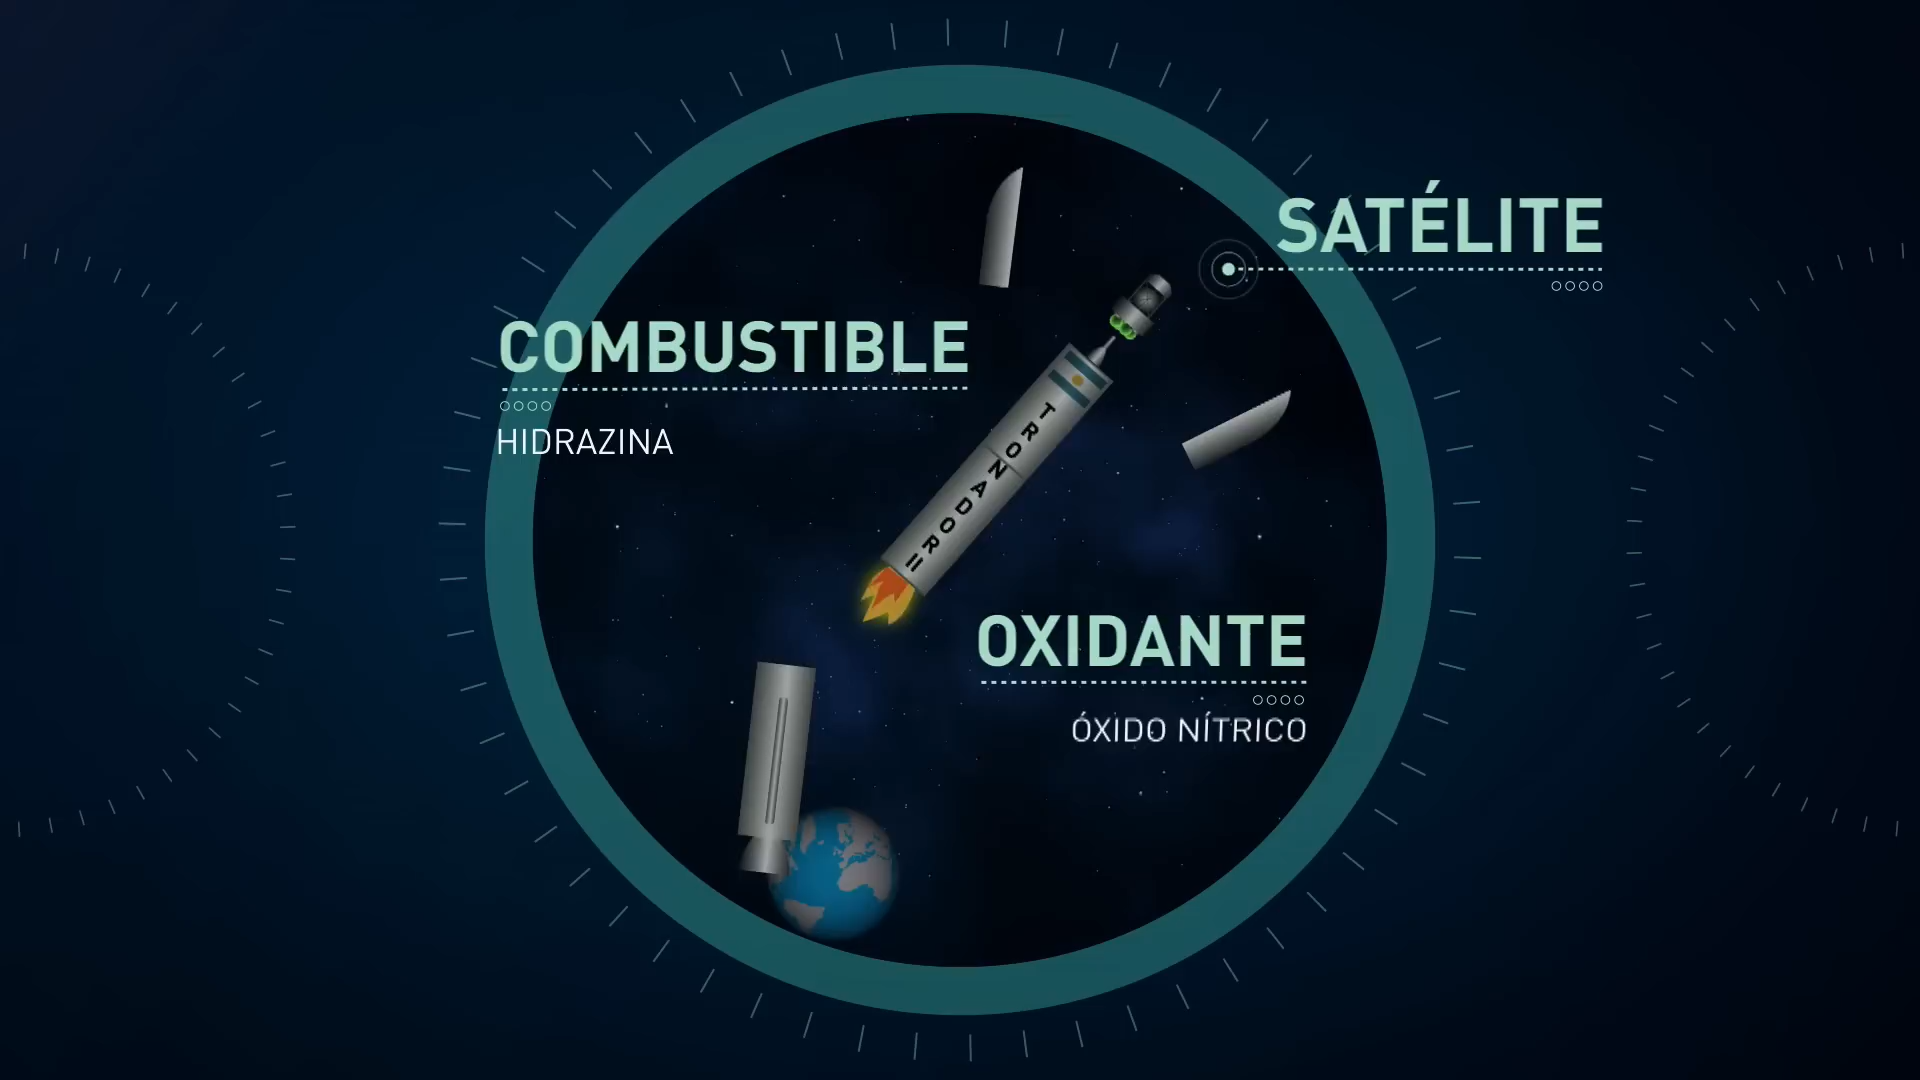 SATÉLITE
COMBUSTIBLE
HIDRAZINA
TRONADOR II
OXIDANTE
ÓXIDO NÍTRICO